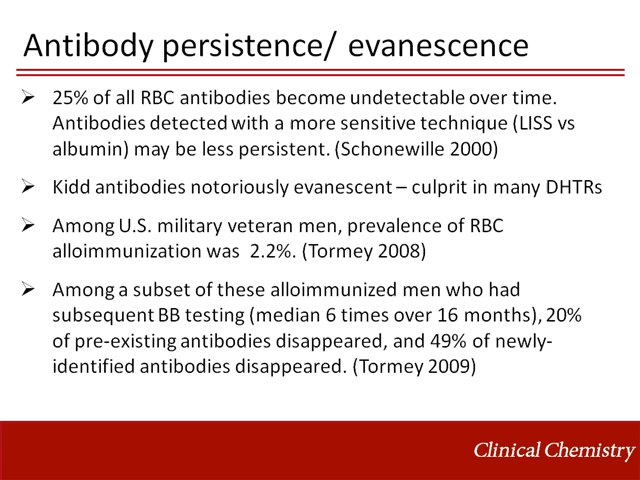 Antibody persistence/ evanescence
➢ 25% of all RBC antibodies become undetectable over time.
Antibodies detected with a more sensitive technique (LISS vs
albumin) may be less persistent. (Schonewille 2000)
➢ Kidd antibodies notoriously evanescent – culprit in many DHTRs
➢ Among U.S. military veteran men, prevalence of RBC
alloimmunization was  2.2%. (Tormey 2008)
➢ Among a subset of these alloimmunized men who had
subsequent BB testing (median 6 times over 16 months), 20%
of pre-existing antibodies disappeared, and 49% of newly-
identified antibodies disappeared. (Tormey 2009)
Clinical Chemistry